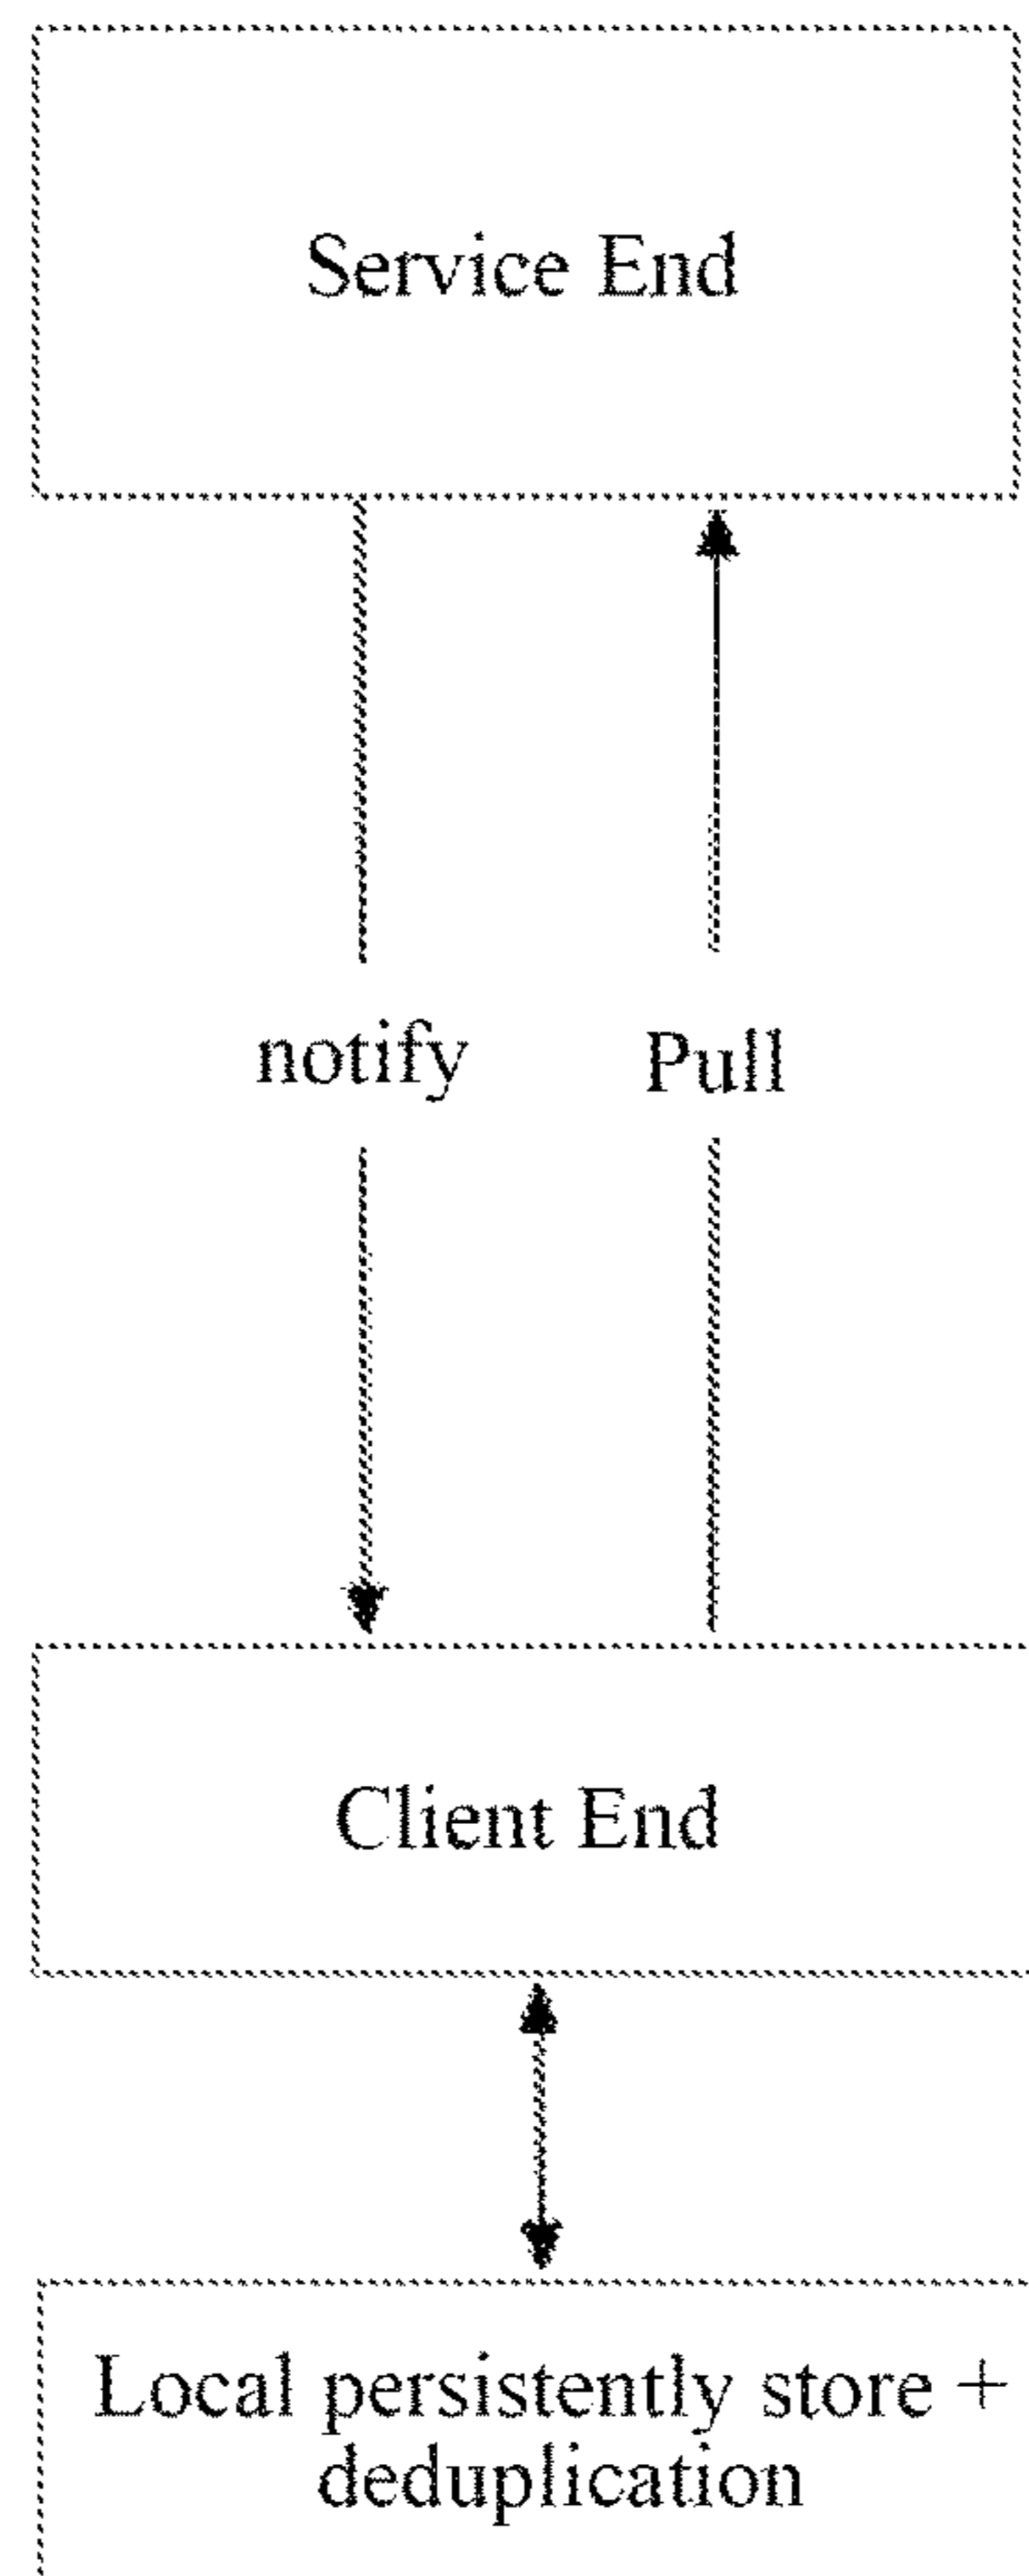 Service End
notify
Pull
Client End
Local persistently store +
deduplication